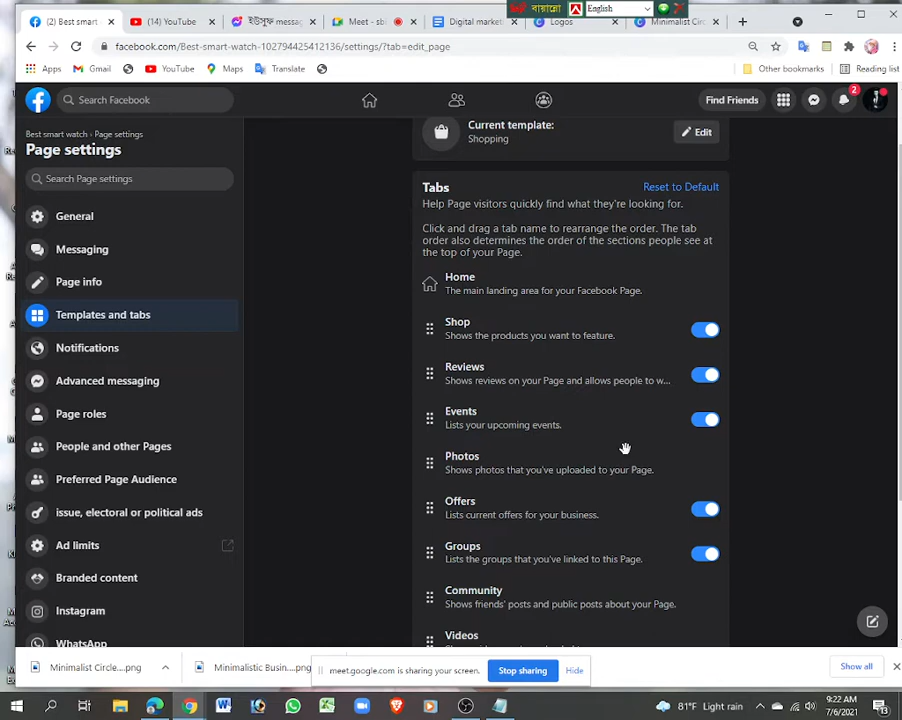 বায়ান্নো
English
(2) Best smart
(14) YouTube
ইউসুফ messa
Meet - sb
Digital market
Logos
Minimalist Circ
facebook.com/Best-smart-watch-102794425412136/settings/?tab=edit_page
Apps
Gmail
YouTube
Maps
Translate
Other bookmarks
Reading list
Search Facebook
Find Friends
2
Best smart watch › Page settings
Page settings
Search Page settings
General
Messaging
Page info
Templates and tabs
Notifications
Advanced messaging
Page roles
People and other Pages
Preferred Page Audience
issue, electoral or political ads
Ad limits
Branded content
Instagram
WhatsApp
Current template:
Shopping
Edit
Tabs
Reset to Default
Help Page visitors quickly find what they're looking for.
Click and drag a tab name to rearrange the order. The tab
order also determines the order of the sections people see at
the top of your Page.
Home
The main landing area for your Facebook Page.
Shop
Shows the products you want to feature.
Reviews
Shows reviews on your Page and allows people to w...
Events
Lists your upcoming events.
Photos
Shows photos that you've uploaded to your Page.
Offers
Lists current offers for your business.
Groups
Lists the groups that you've linked to this Page.
Community
Shows friends' posts and public posts about your Page.
Videos
Minimalist Circle....png
Minimalistic Busin....png
meet.google.com is sharing your screen.
Stop sharing
Hide
Show all
81°F Light rain
9:22 AM
7/6/2021